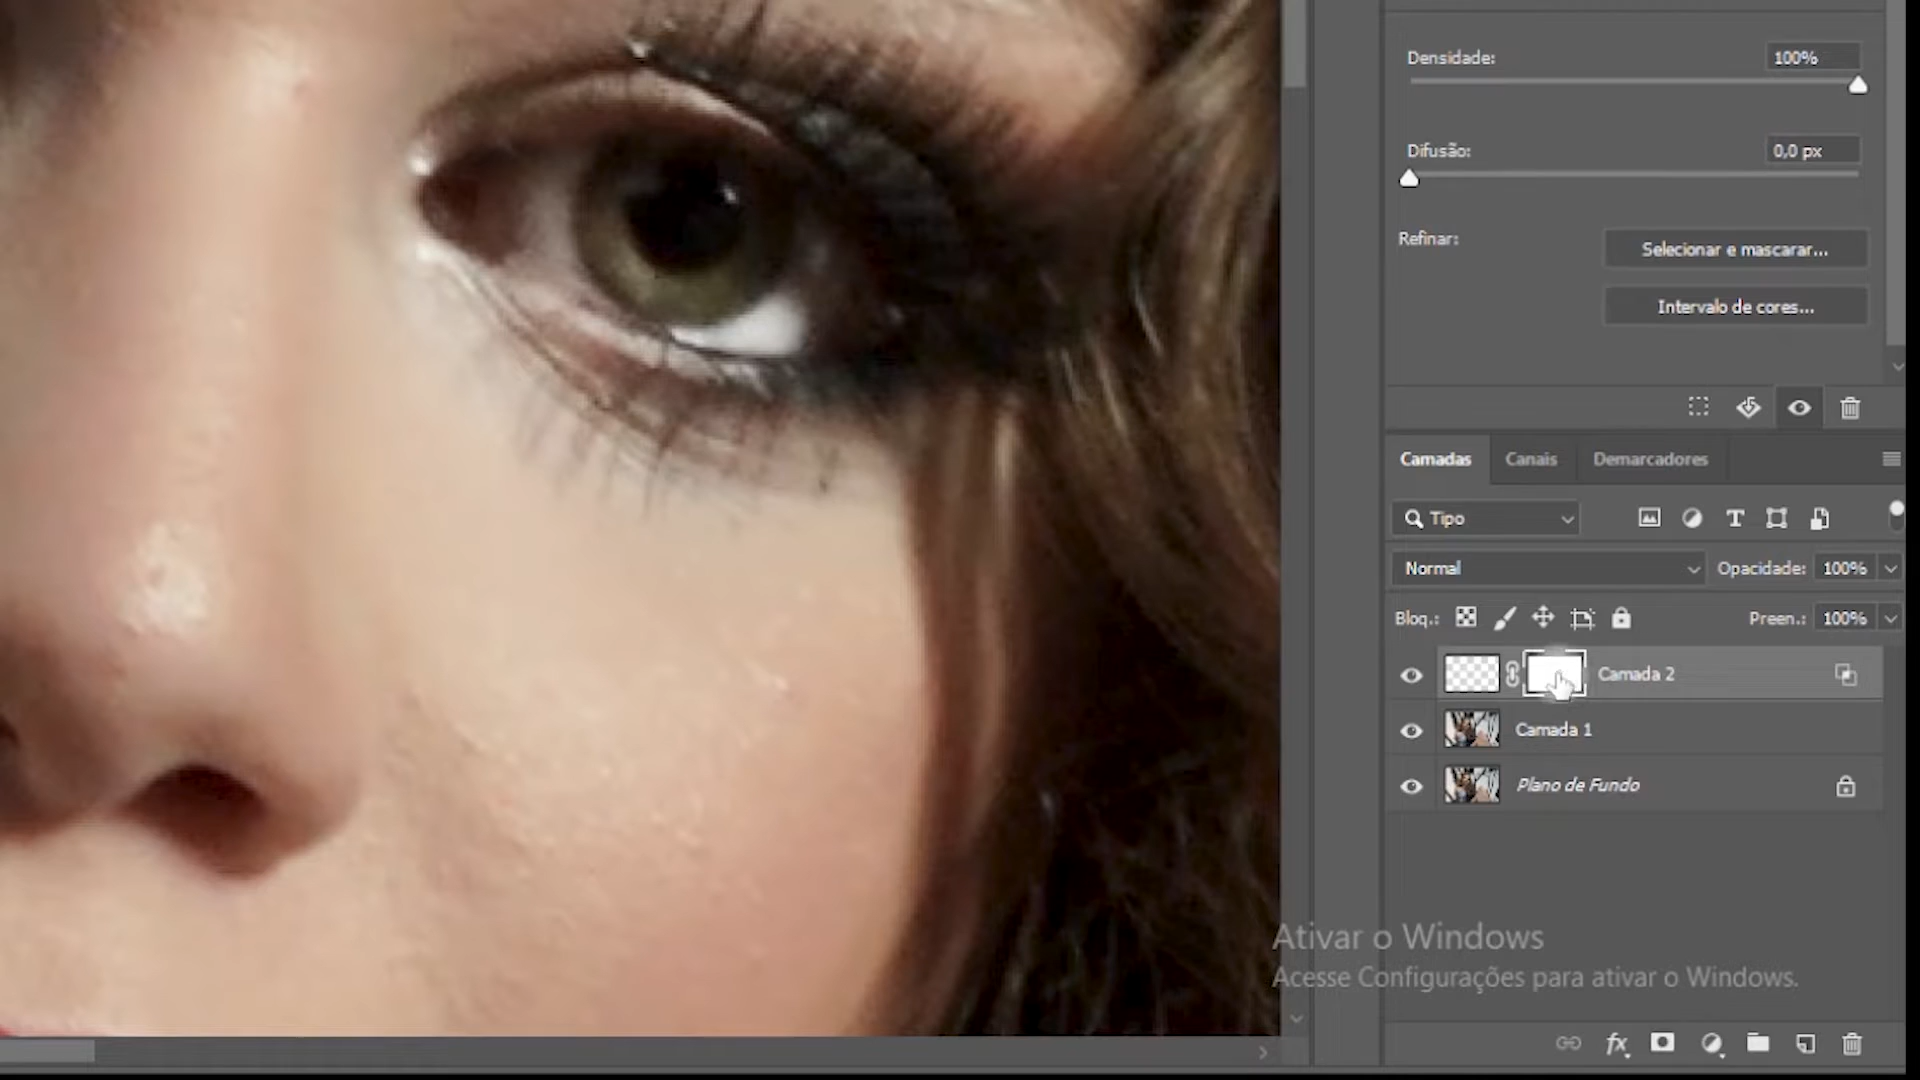 Densidade: 100%
Difusão: 0,0 px
Refinar: Selecionar e mascarar...
Intervalo de cores...
Camadas Canais Demarcadores
Tipo
Normal Opacidade: 100%
Bloq.: Preen.: 100%
Camada 2
Camada 1
Plano de Fundo
Ativar o Windows
Acesse Configurações para ativar o Windows.
fx